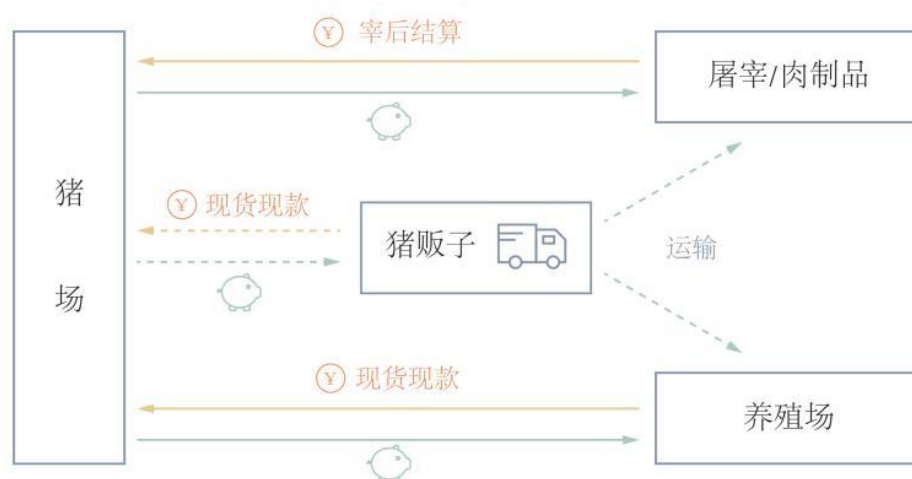 ¥ 宰后结算
屠宰/肉制品
猪场
¥ 现货现款
猪贩子
运输
¥ 现货现款
养殖场